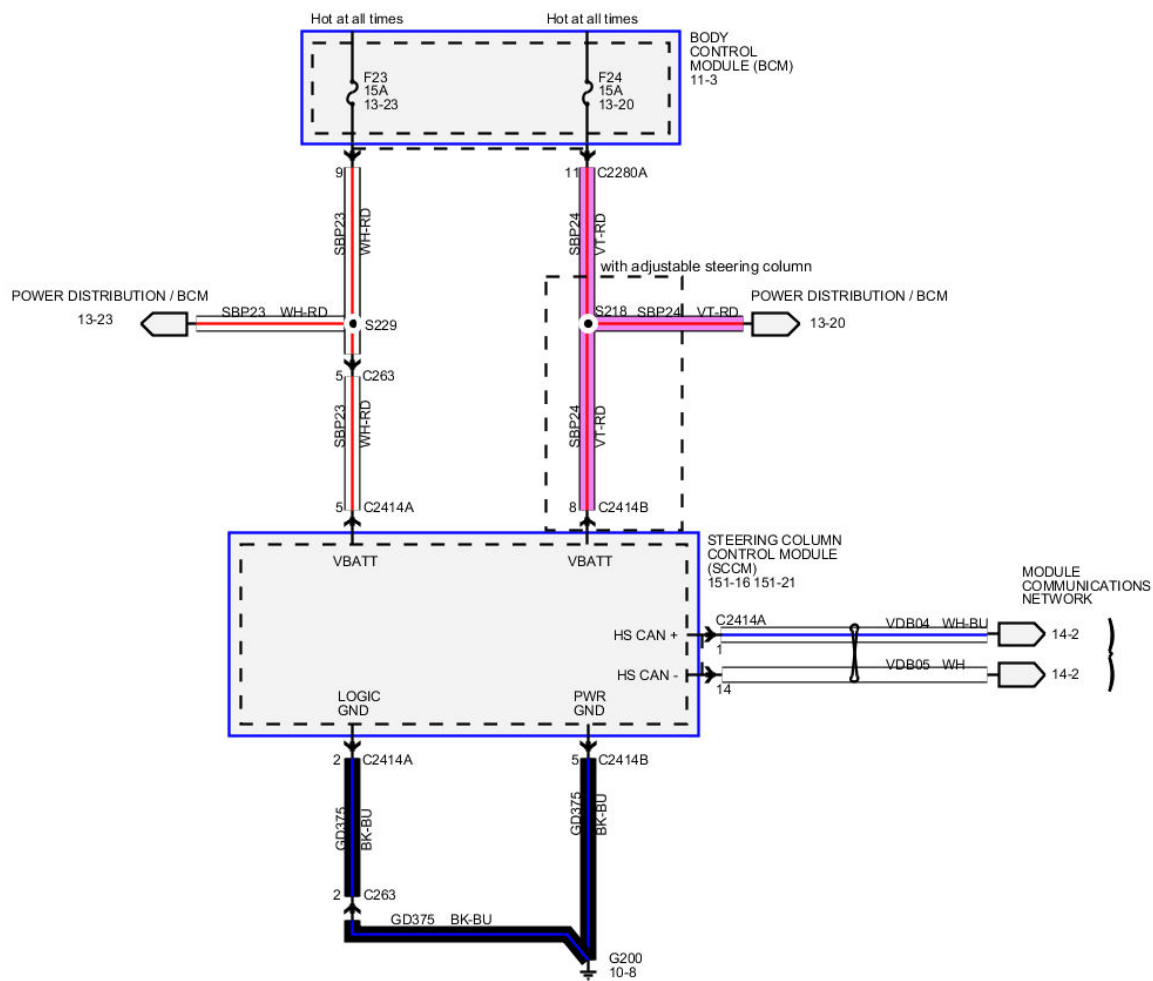 Hot at all times
Hot at all times
BODY
CONTROL
MODULE (BCM)
11-3
F23
15A
13-23
F24
15A
13-20
9
11
C2280A
SBP23
WH-RD
SBP24
VT-RD
with adjustable steering column
POWER DISTRIBUTION / BCM
13-23
SBP23
WH-RD
S229
S218
SBP24
VT-RD
POWER DISTRIBUTION / BCM
13-20
5
C263
SBP23
WH-RD
SBP24
VT-RD
5
C2414A
8
C2414B
VBATT
VBATT
STEERING COLUMN
CONTROL MODULE
(SCCM)
151-16 151-21
MODULE
COMMUNICATIONS
NETWORK
HS CAN +
C2414A
1
VDB04
WH-BU
14-2
HS CAN -
14
VDB05
WH
14-2
LOGIC
GND
PWR
GND
2
C2414A
5
C2414B
GD375
BK-BU
GD375
BK-BU
2
C263
GD375
BK-BU
G200
10-8